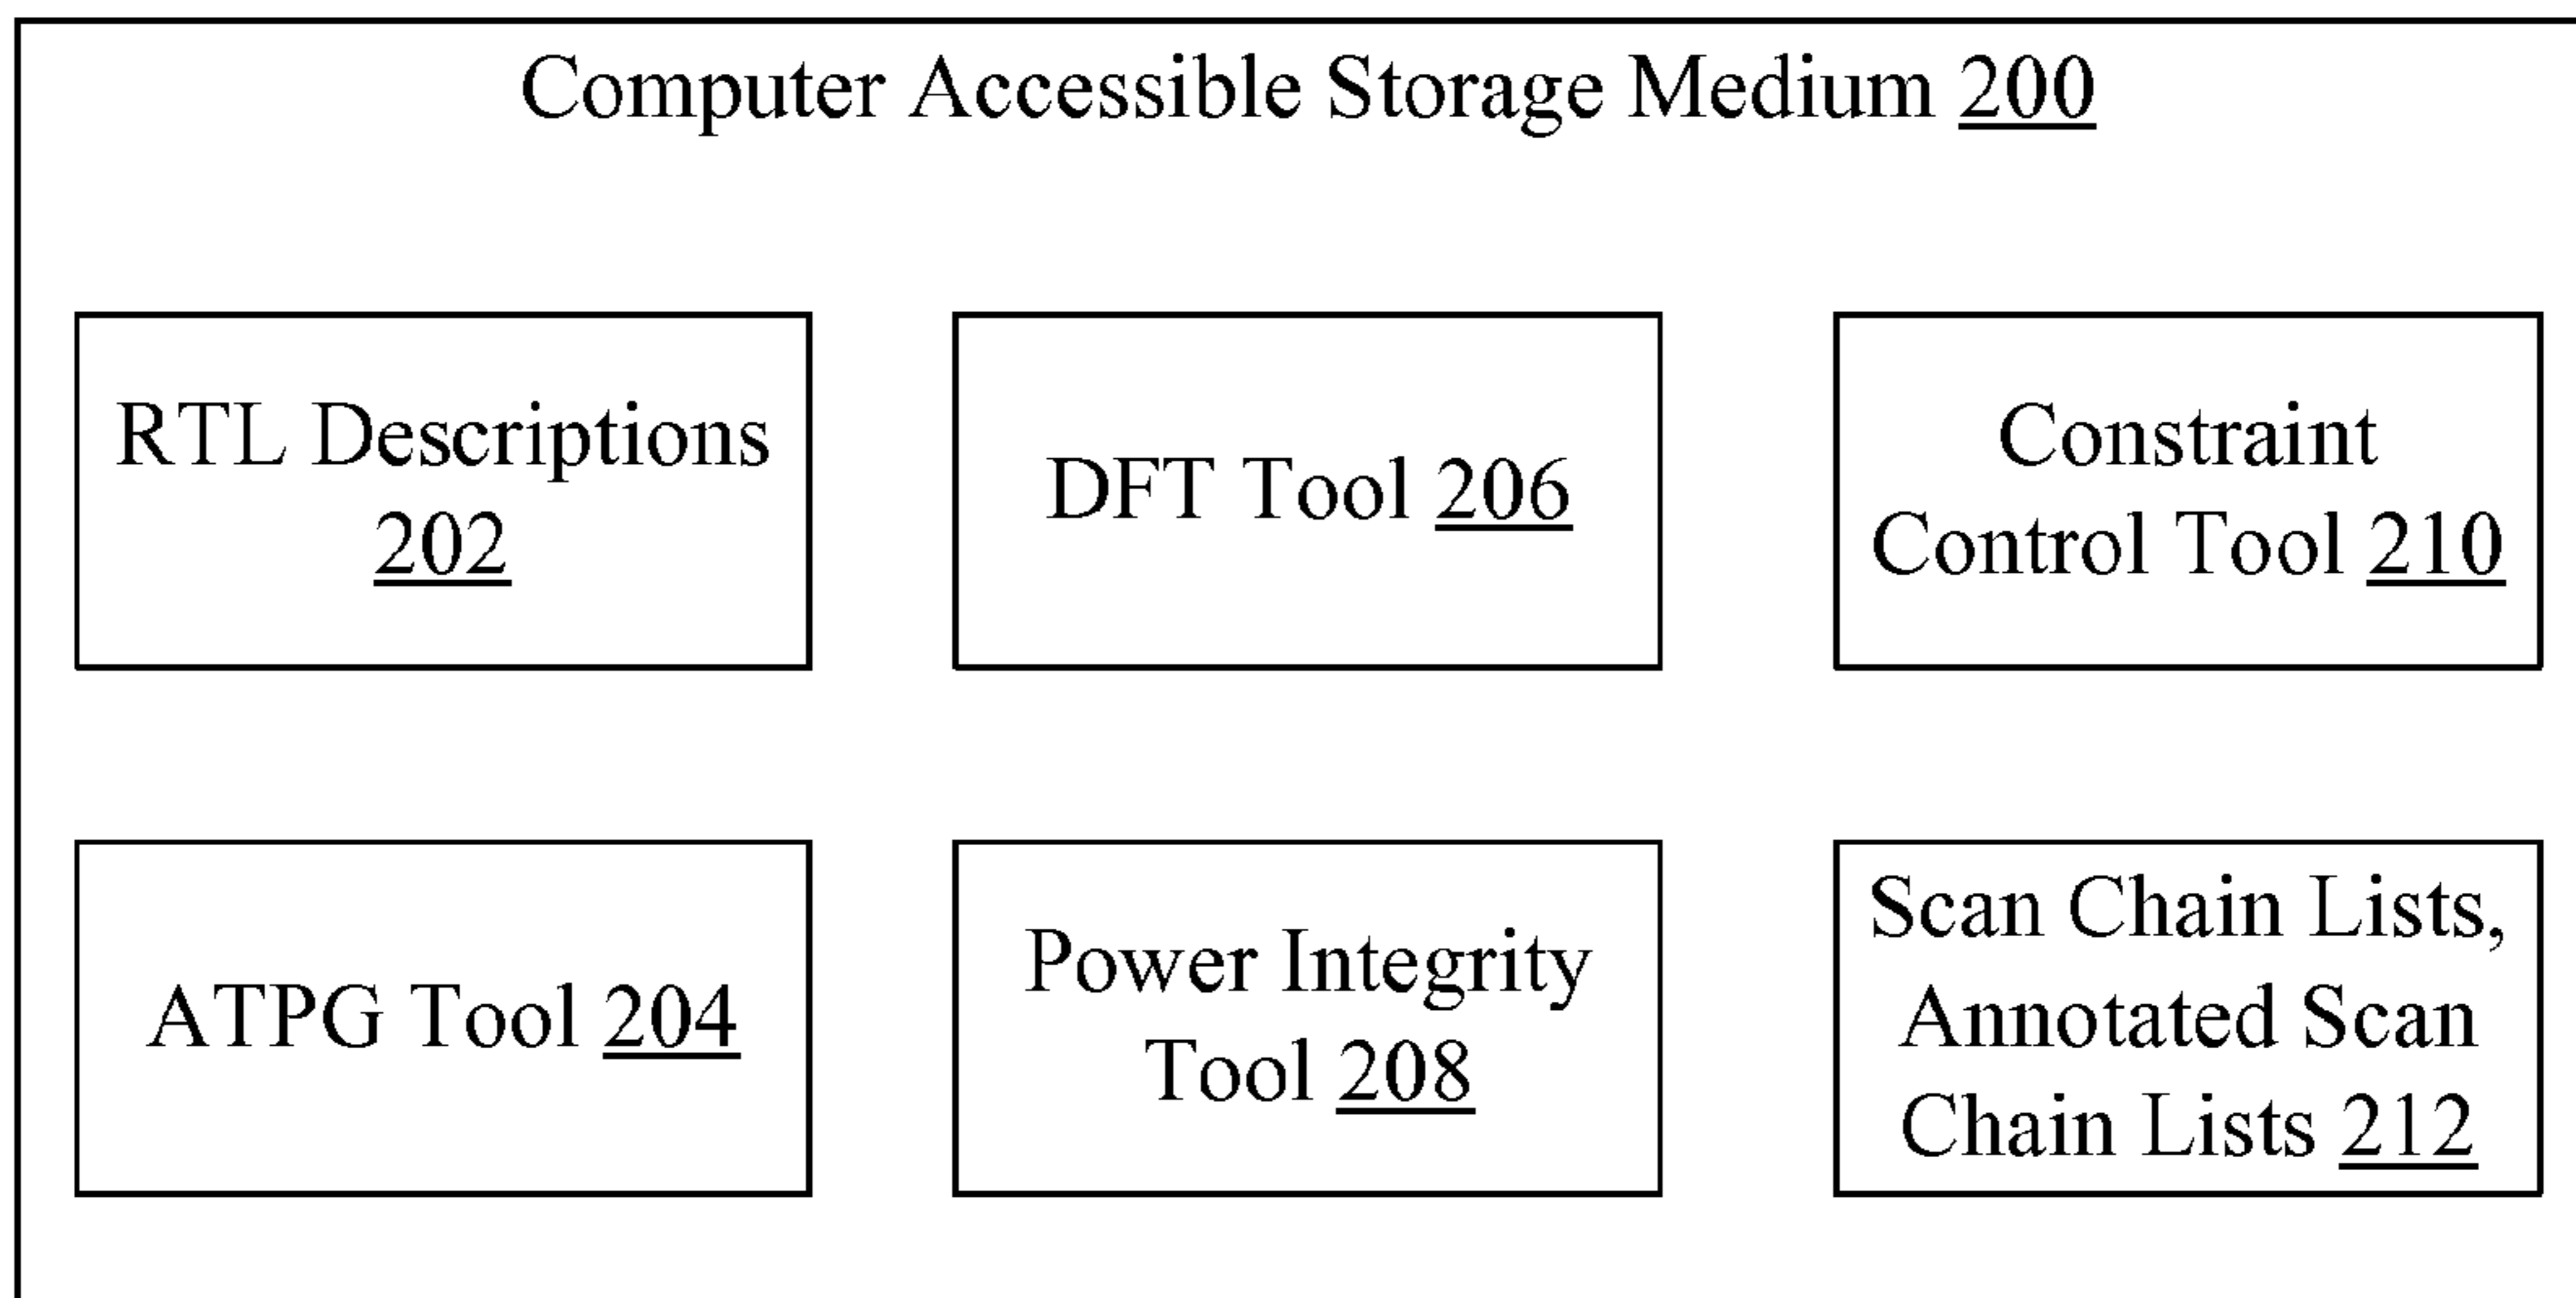 Computer Accessible Storage Medium 200
RTL Descriptions
202
DFT Tool 206
Constraint
Control Tool 210
ATPG Tool 204
Power Integrity
Tool 208
Scan Chain Lists,
Annotated Scan
Chain Lists 212